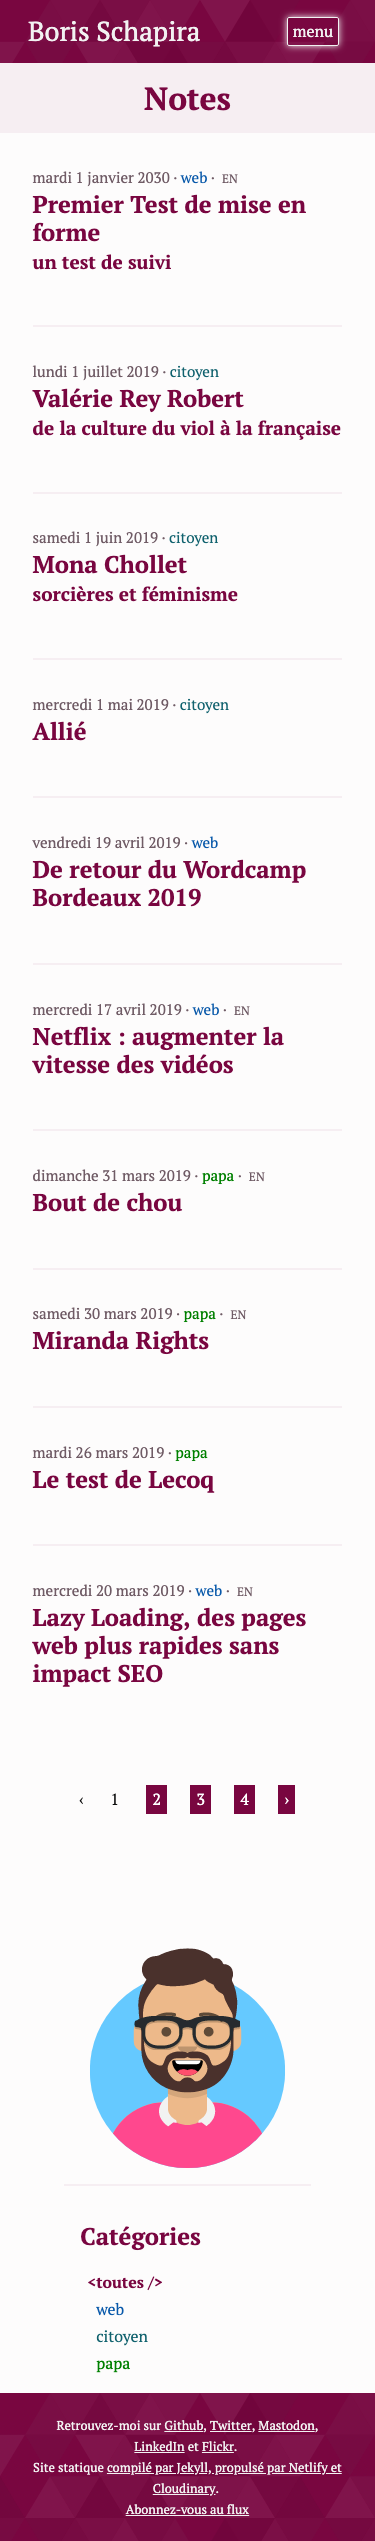 Boris Schapira
menu
Notes
mardi 1 janvier 2030 · web · EN
Premier Test de mise en
forme
un test de suivi
lundi 1 juillet 2019 · citoyen
Valérie Rey Robert
de la culture du viol à la française
samedi 1 juin 2019 · citoyen
Mona Chollet
sorcières et féminisme
mercredi 1 mai 2019 · citoyen
Allié
vendredi 19 avril 2019 · web
De retour du Wordcamp
Bordeaux 2019
mercredi 17 avril 2019 · web · EN
Netflix : augmenter la
vitesse des vidéos
dimanche 31 mars 2019 · papa · EN
Bout de chou
samedi 30 mars 2019 · papa · EN
Miranda Rights
mardi 26 mars 2019 · papa
Le test de Lecoq
mercredi 20 mars 2019 · web · EN
Lazy Loading, des pages
web plus rapides sans
impact SEO
‹ 1 2 3 4 ›
Catégories
<toutes />
web
citoyen
papa
Retrouvez-moi sur Github, Twitter, Mastodon,
LinkedIn et Flickr.
Site statique compilé par Jekyll, propulsé par Netlify et
Cloudinary.
Abonnez-vous au flux